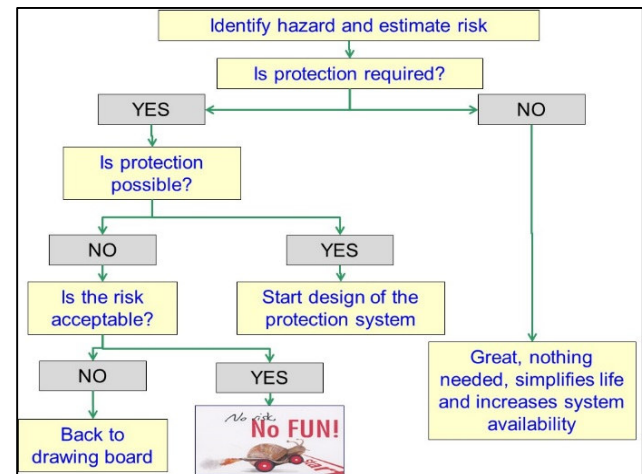 Identify hazard and estimate risk
Is protection required?
YES
NO
Is protection
possible?
NO
YES
Is the risk
acceptable?
Start design of the
protection system
NO
YES
Great, nothing
needed, simplifies life
and increases system
availability
Back to
drawing board
No risk,
No FUN!
START